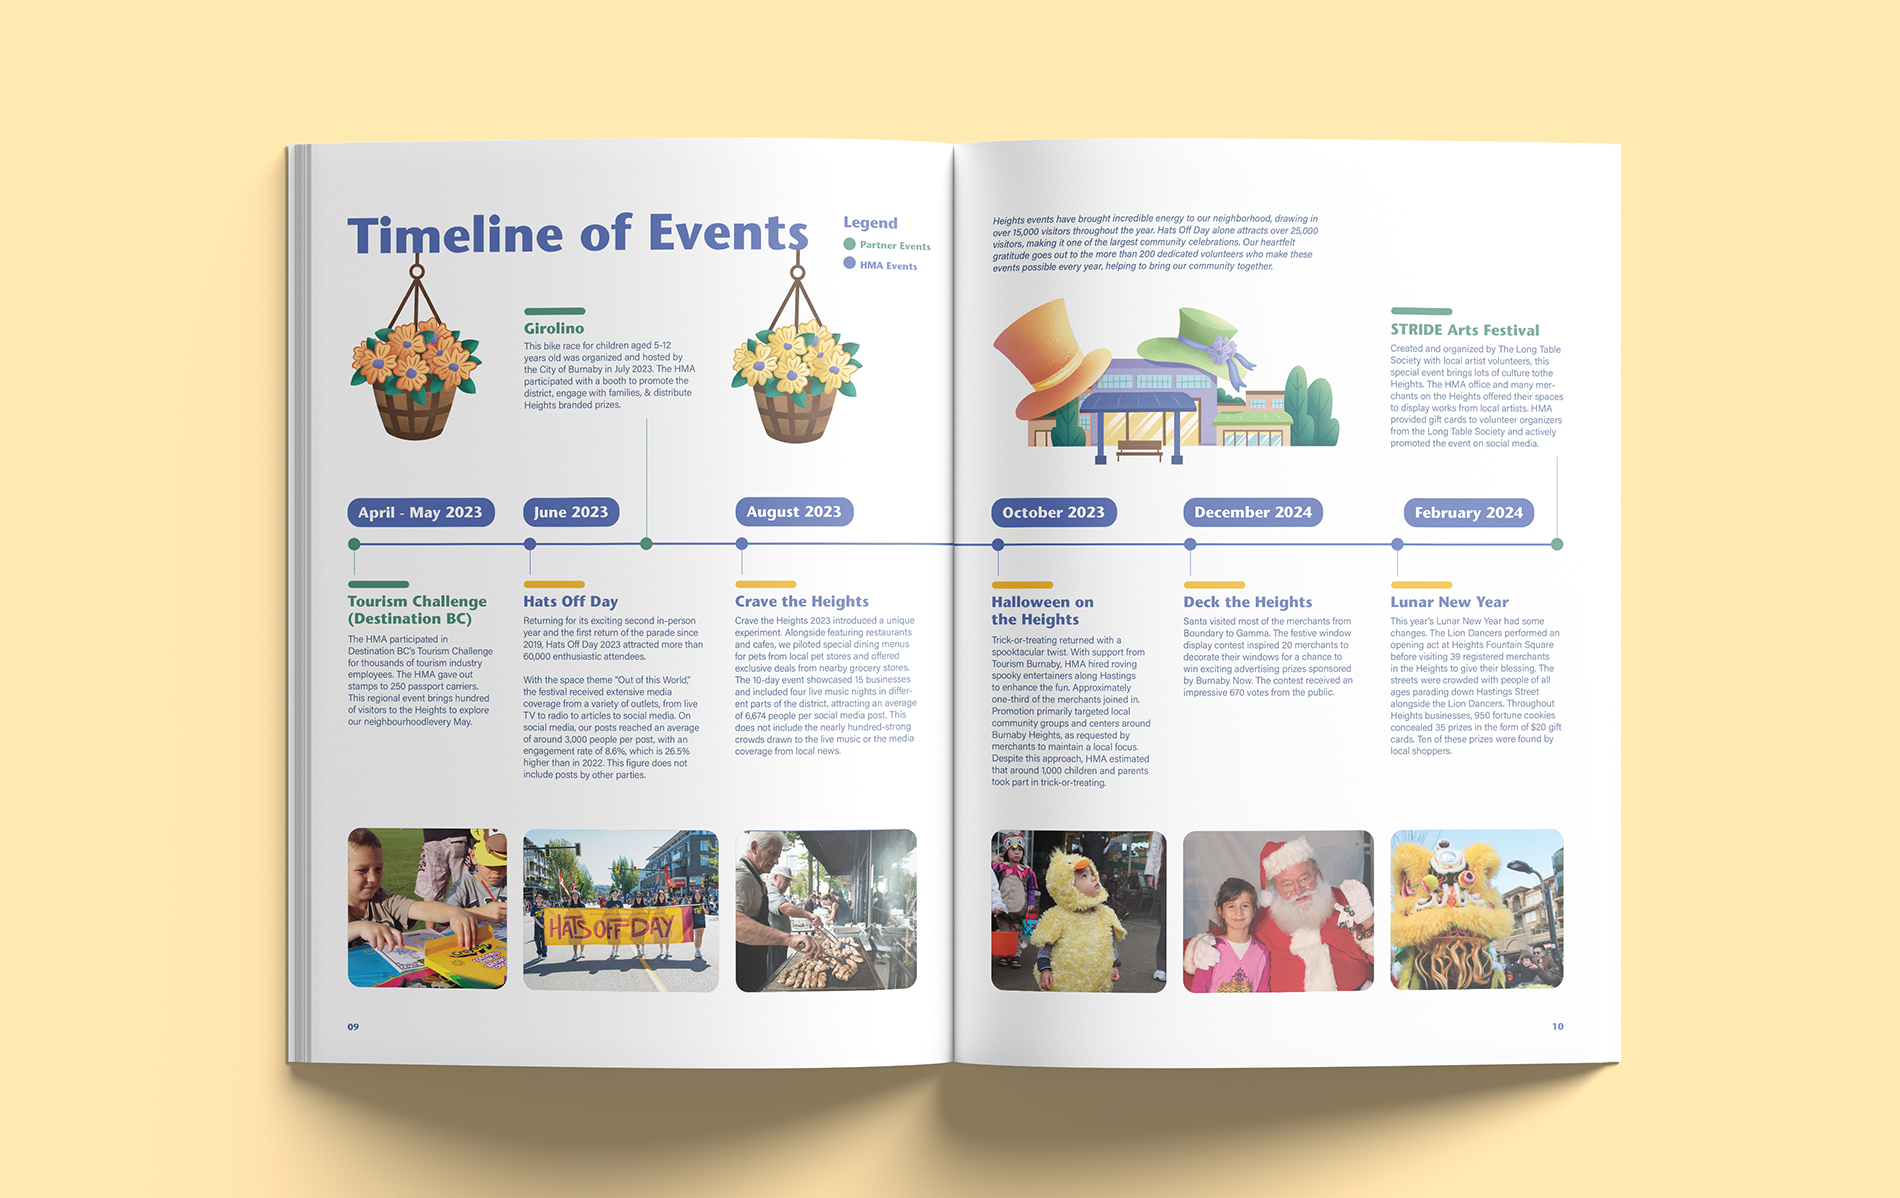 Timeline of Events
Legend
Partner Events
HMA Events
Girolino
This bike race for children aged 5-12
years old was organized and hosted by
the City of Burnaby in July 2023. The HMA
participated with a booth to promote the
district, engage with families, & distribute
Heights branded prizes.
April - May 2023
June 2023
August 2023
Tourism Challenge
(Destination BC)
The HMA participated in
Destination BC's Tourism Challenge
for thousands of tourism industry
employees. The HMA gave out
stamps to 250 passport carriers.
This regional event brings hundred
of visitors to the Heights to explore
our neighbourhoodlevery May.
Hats Off Day
Returning for its exciting second in-person
year and the first return of the parade since
2019, Hats Off Day 2023 attracted more than
60,000 enthusiastic attendees.
With the space theme "Out of this World,"
the festival received extensive media
coverage from a variety of outlets, from live
TV to radio to articles to social media. On
social media, our posts reached an average
of around 3,000 people per post, with an
engagement rate of 8.6%, which is 26.5%
higher than in 2022. This figure does not
include posts by other parties.
Crave the Heights
Crave the Heights 2023 introduced a unique
experiment. Alongside featuring restaurants
and cafes, we piloted special dining menus
for pets from local pet stores and offered
exclusive deals from nearby grocery stores.
The 10-day event showcased 15 businesses
and included four live music nights in differ-
ent parts of the district, attracting an average
of 6,674 people per social media post. This
does not include the nearly hundred-strong
crowds drawn to the live music or the media
coverage from local news.
HATS OFF DAY
09
Heights events have brought incredible energy to our neighborhood, drawing in
over 15,000 visitors throughout the year. Hats Off Day alone attracts over 25,000
visitors, making it one of the largest community celebrations. Our heartfelt
gratitude goes out to the more than 200 dedicated volunteers who make these
events possible every year, helping to bring our community together.
STRIDE Arts Festival
Created and organized by The Long Table
Society with local artist volunteers, this
special event brings lots of culture tothe
Heights. The HMA office and many mer-
chants on the Heights offered their spaces
to display works from local artists. HMA
provided gift cards to volunteer organizers
from the Long Table Society and actively
promoted the event on social media.
October 2023
December 2024
February 2024
Halloween on
the Heights
Trick-or-treating returned with a
spooktacular twist. With support from
Tourism Burnaby, HMA hired roving
spooky entertainers along Hastings
to enhance the fun. Approximately
one-third of the merchants joined in.
Promotion primarily targeted local
community groups and centers around
Burnaby Heights, as requested by
merchants to maintain a local focus.
Despite this approach, HMA estimated
that around 1,000 children and parents
took part in trick-or-treating.
Deck the Heights
Santa visited most of the merchants from
Boundary to Gamma. The festive window
display contest inspired 20 merchants to
decorate their windows for a chance to
win exciting advertising prizes sponsored
by Burnaby Now. The contest received an
impressive 670 votes from the public.
Lunar New Year
This year's Lunar New Year had some
changes. The Lion Dancers performed an
opening act at Heights Fountain Square
before visiting 39 registered merchants
in the Heights to give their blessing. The
streets were crowded with people of all
ages parading down Hastings Street
alongside the Lion Dancers. Throughout
Heights businesses, 950 fortune cookies
concealed 35 prizes in the form of $20 gift
cards. Ten of these prizes were found by
local shoppers.
10